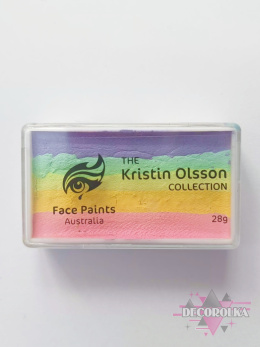 THE
Kristin Olsson
COLLECTION
Face Paints
Australia
28g
DECOROLKA